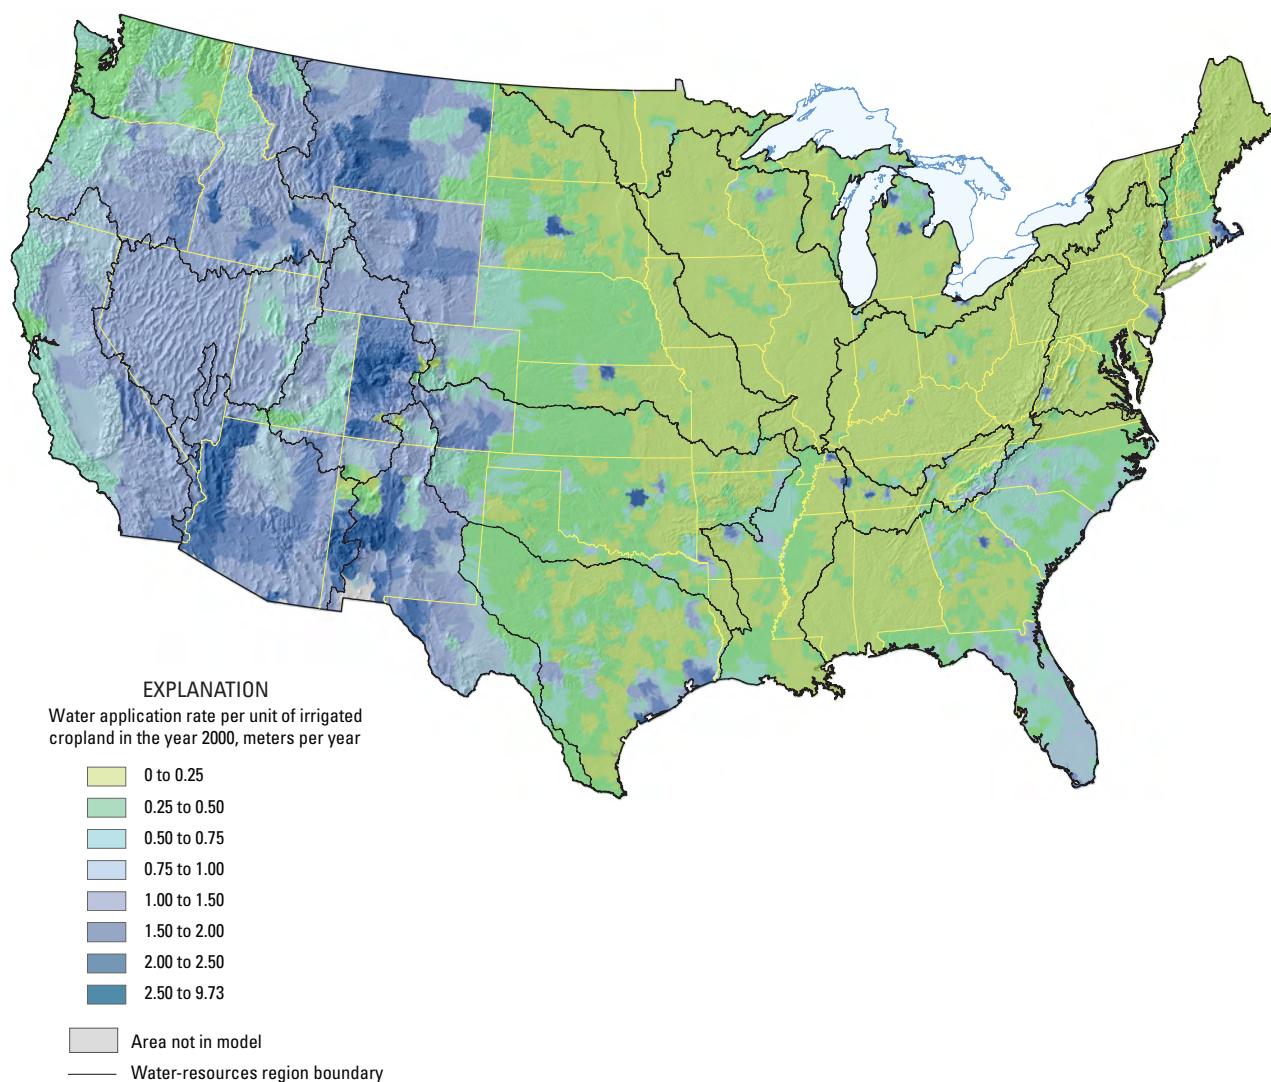 EXPLANATION
Water application rate per unit of irrigated
cropland in the year 2000, meters per year
0 to 0.25
0.25 to 0.50
0.50 to 0.75
0.75 to 1.00
1.00 to 1.50
1.50 to 2.00
2.00 to 2.50
2.50 to 9.73
Area not in model
Water-resources region boundary